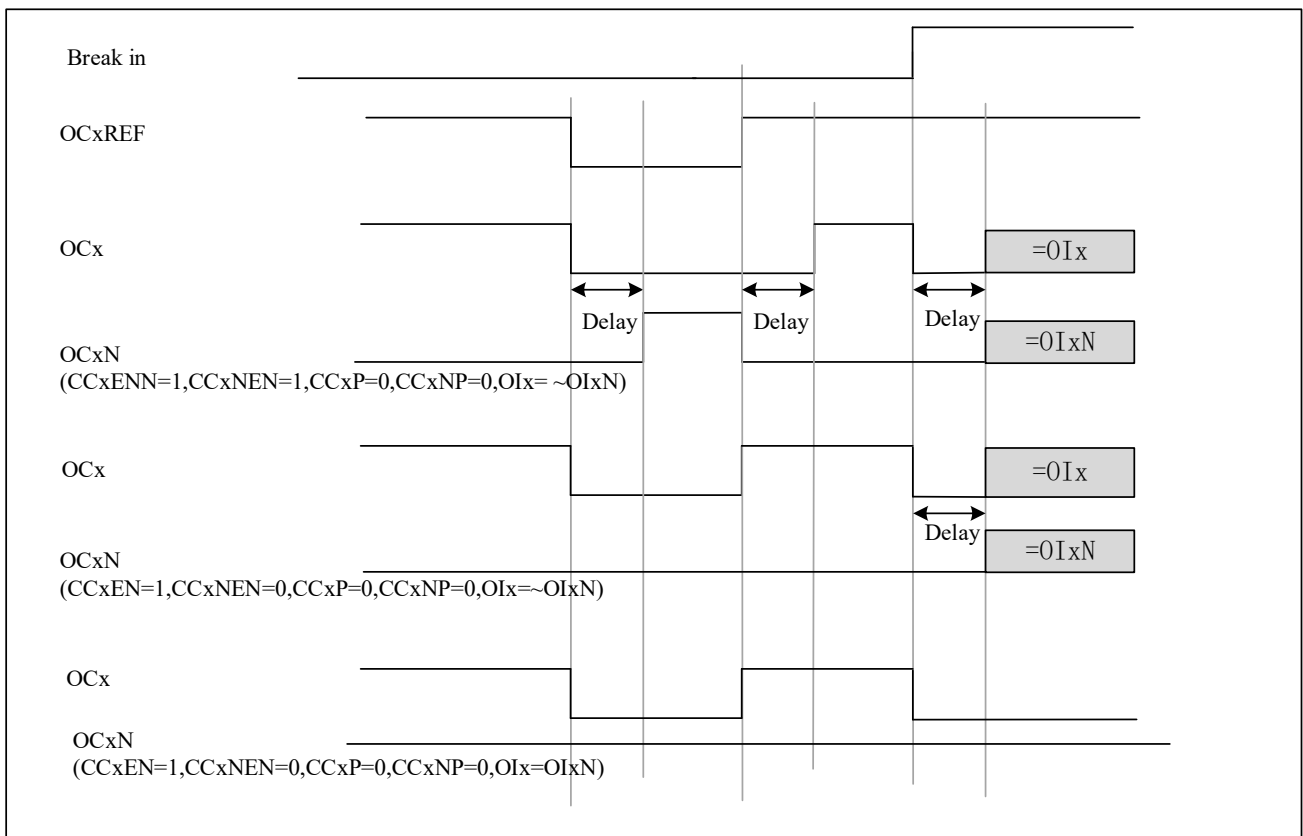 Break in
OCxREF
OCx
=OIx
Delay
Delay
Delay
=OIxN
OCxN
(CCxENN=1,CCxNEN=1,CCxP=0,CCxNP=0,OIx= ~OIxN)
OCx
=OIx
Delay
=OIxN
OCxN
(CCxEN=1,CCxNEN=0,CCxP=0,CCxNP=0,OIx=~OIxN)
OCx
OCxN
(CCxEN=1,CCxNEN=0,CCxP=0,CCxNP=0,OIx=OIxN)